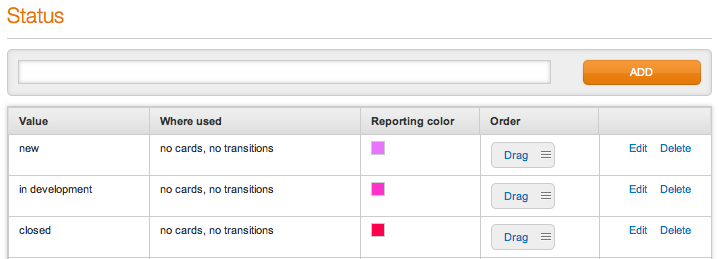 Status
ADD
Value Where used Reporting color Order
new no cards, no transitions Drag Edit Delete
in development no cards, no transitions Drag Edit Delete
closed no cards, no transitions Drag Edit Delete